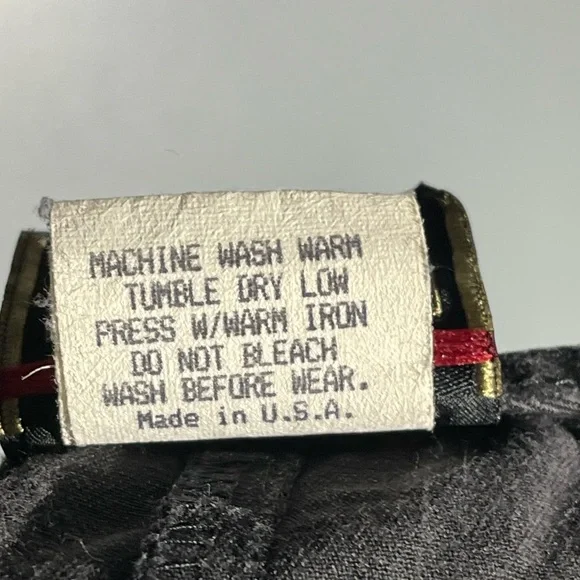 MACHINE WASH WARM
TUMBLE DRY LOW
PRESS W/WARM IRON
DO NOT BLEACH
WASH BEFORE WEAR.
Made in U.S.A.